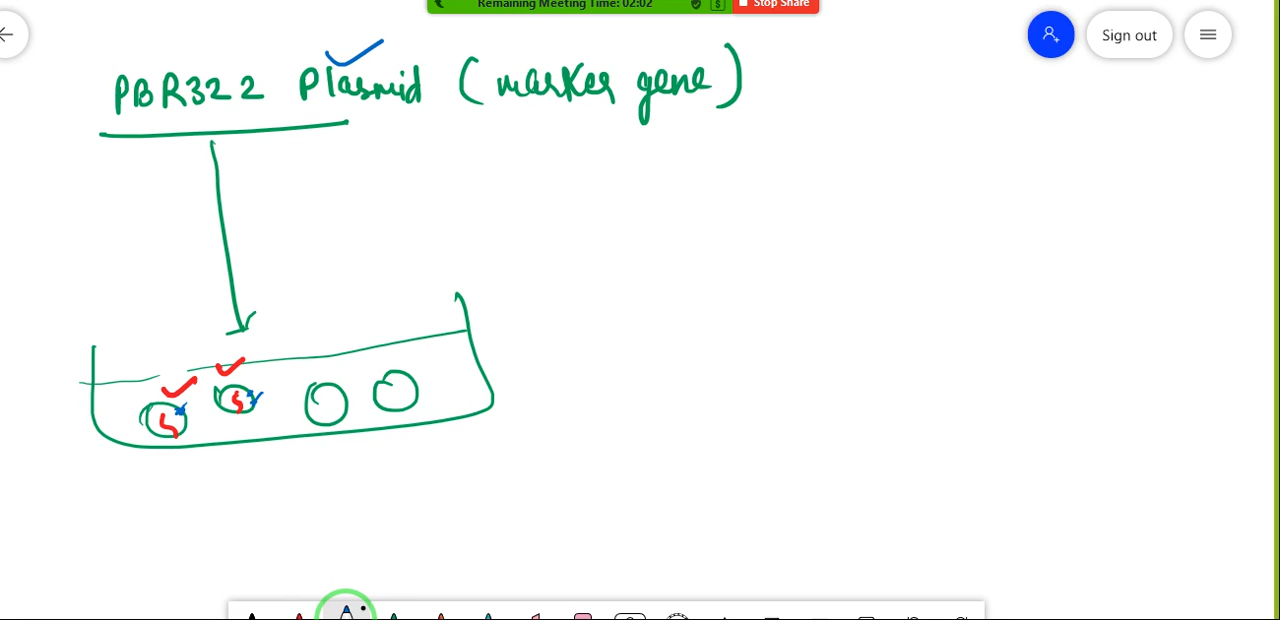 Remaining Meeting Time: 02:02 Stop Share
Sign out
PBR322 Plasmid (marker gene)